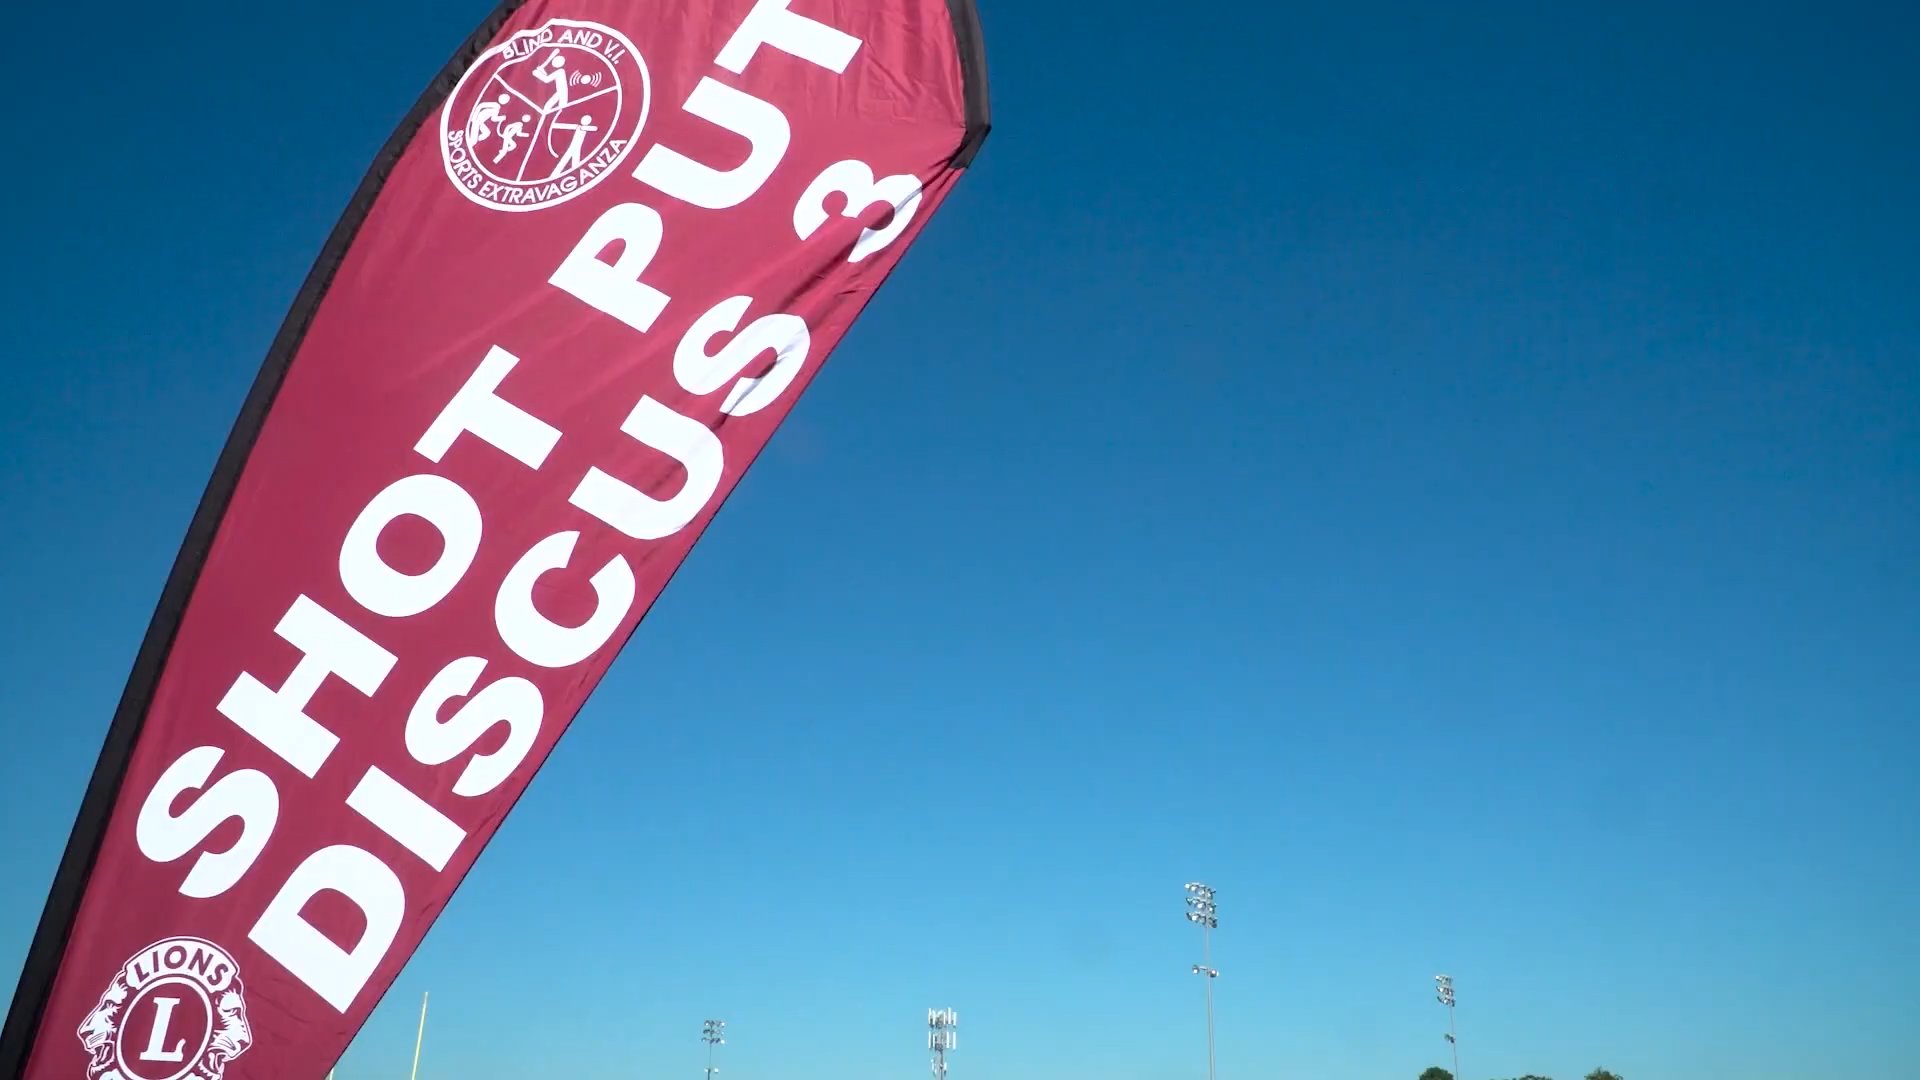 BLIND AND V.I.
SPORTS EXTRAVAGANZA
SHOT PUT
DISCUS 3
LIONS
L